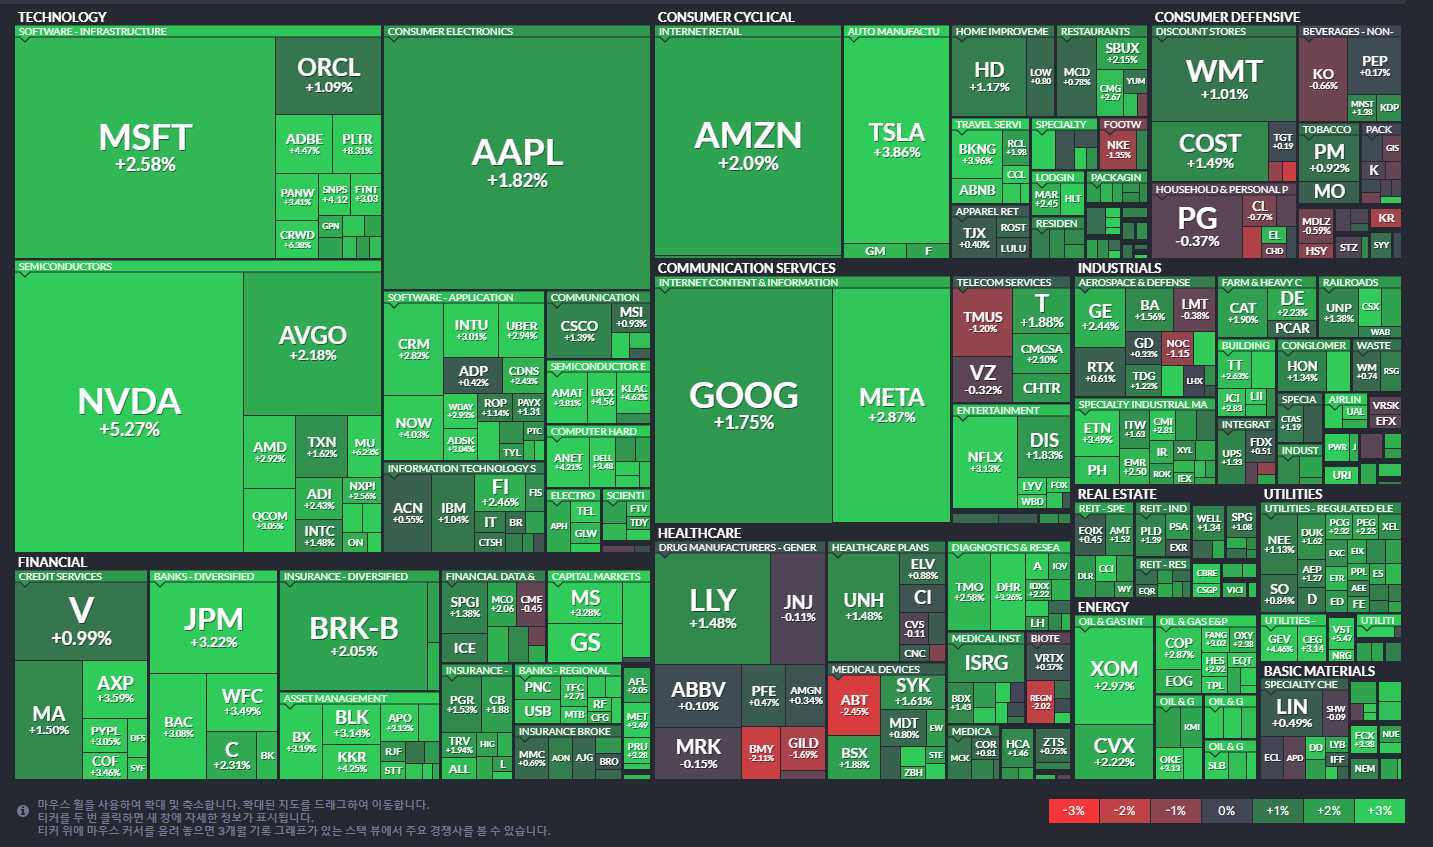 TECHNOLOGY
SOFTWARE - INFRASTRUCTURE
MSFT
+2.58%
ORCL
+1.09%
ADBE
+4.47%
PLTR
+8.31%
PANW
+3.41%
SNPS
+4.12
FTNT
+3.03
CRWD
+6.38%
GPN
CONSUMER ELECTRONICS
AAPL
+1.82%
SEMICONDUCTORS
NVDA
+5.27%
AVGO
+2.18%
AMD
+2.92%
TXN
+1.62%
MU
+6.23%
QCOM
+3.05%
ADI
+2.43%
NXPI
+2.56%
INTC
+1.48%
ON
SOFTWARE - APPLICATION
CRM
+2.82%
INTU
+3.01%
UBER
+2.94%
ADP
+0.42%
CDNS
+2.43%
NOW
+4.03%
WDAY
+2.93%
ROP
+1.14%
PAYX
+1.31
ADSK
+3.04%
PTC
TYL
COMMUNICATION
CSCO
+1.39%
MSI
+0.93%
SEMICONDUCTOR E
AMAT
+3.81%
LRCX
+4.56
KLAC
+4.62%
COMPUTER HARD
ANET
+4.21%
DELL
+3.48
INFORMATION TECHNOLOGY S
ACN
+0.55%
IBM
+1.04%
FI
+2.46%
FIS
IT
BR
CTSH
ELECTRO
APH
TEL
GLW
SCIENTI
FTV
TDY
CONSUMER CYCLICAL
INTERNET RETAIL
AMZN
+2.09%
AUTO MANUFACTU
TSLA
+3.86%
GM
F
HOME IMPROVEME
HD
+1.17%
LOW
+0.80
RESTAURANTS
MCD
+0.78%
SBUX
+2.15%
CMG
+2.67
YUM
TRAVEL SERVI
BKNG
+3.96%
RCL
+1.98
ABNB
CCL
SPECIALTY
FOOTW
NKE
-1.35%
LODGIN
MAR
+2.45
HLT
PACKAGIN
APPAREL RET
TJX
+0.40%
ROST
LULU
RESIDEN
CONSUMER DEFENSIVE
DISCOUNT STORES
WMT
+1.01%
COST
+1.49%
TGT
+0.19
BEVERAGES - NON-
KO
-0.66%
PEP
+0.17%
MNST
+1.38
KDP
TOBACCO
PM
+0.92%
MO
PACK
GIS
K
HOUSEHOLD & PERSONAL P
PG
-0.37%
CL
-0.77%
EL
CHD
MDLZ
-0.59%
HSY
STZ
KR
SYY
COMMUNICATION SERVICES
INTERNET CONTENT & INFORMATION
GOOG
+1.75%
META
+2.87%
TELECOM SERVICES
TMUS
-1.20%
T
+1.88%
VZ
-0.32%
CMCSA
+2.10%
CHTR
ENTERTAINMENT
NFLX
+3.13%
DIS
+1.83%
LYV
FOX
WBD
INDUSTRIALS
AEROSPACE & DEFENSE
GE
+2.44%
BA
+1.56%
LMT
-0.38%
RTX
+0.61%
GD
+0.33%
NOC
-1.15
TDG
+1.22%
LHX
FARM & HEAVY C
CAT
+1.90%
DE
+2.23%
PCAR
RAILROADS
UNP
+1.38%
CSX
WAB
BUILDING
TT
+2.63%
JCI
+2.83
LII
CONGLOMER
HON
+1.34%
WASTE
WM
+0.74
RSG
SPECIALTY INDUSTRIAL MA
ETN
+3.49%
ITW
+1.63
CMI
+2.81
PH
EMR
+2.50
IR
XYL
ROK
IEX
INTEGRAT
UPS
+1.33
FDX
+0.51
SPECIA
CTAS
+1.19
INDUST
AIRLIN
UAL
VRSK
EFX
PWR
J
URI
FINANCIAL
CREDIT SERVICES
V
+0.99%
MA
+1.50%
AXP
+3.59%
PYPL
+3.05%
DFS
COF
+3.46%
SYF
BANKS - DIVERSIFIED
JPM
+3.22%
BAC
+3.08%
WFC
+3.49%
C
+2.31%
BK
INSURANCE - DIVERSIFIED
BRK-B
+2.05%
ASSET MANAGEMENT
BX
+3.19%
BLK
+3.14%
APO
+3.13%
KKR
+4.25%
RJF
STT
FINANCIAL DATA &
SPGI
+1.38%
MCO
+2.06
CME
-0.45
ICE
CAPITAL MARKETS
MS
+3.28%
GS
INSURANCE -
PGR
+1.53%
CB
+1.88
TRV
+1.94%
HIG
ALL
L
BANKS - REGIONAL
PNC
TFC
+2.71
USB
MTB
RF
CFG
INSURANCE BROKE
MMC
+0.69%
AON
AJG
BRO
AFL
+2.05
MET
+3.49
PRU
+3.28
HEALTHCARE
DRUG MANUFACTURERS - GENER
LLY
+1.48%
JNJ
-0.11%
ABBV
+0.10%
PFE
+0.47%
AMGN
+0.34%
MRK
-0.15%
BMY
-2.11%
GILD
-1.69%
HEALTHCARE PLANS
UNH
+1.48%
ELV
+0.88%
CI
CVS
-0.11
CNC
MEDICAL DEVICES
ABT
-2.45%
SYK
+1.61%
BSX
+1.88%
MDT
+0.80%
EW
STE
ZBH
DIAGNOSTICS & RESEA
TMO
+2.58%
DHR
+3.26%
A
IQV
IDXX
+2.22
LH
MEDICAL INST
ISRG
BDX
+1.43
BIOTE
VRTX
+0.37%
REGN
-2.02
MEDICA
MCK
COR
+0.81
HCA
+1.46
ZTS
+0.75%
REAL ESTATE
REIT - SPE
EQIX
+0.45
AMT
+1.52
DLR
CCI
WY
REIT - IND
PLD
+1.39
PSA
EXR
WELL
+1.34
SPG
+1.08
REIT - RES
EQR
CBRE
CSGP
VICI
UTILITIES
UTILITIES - REGULATED ELE
NEE
+1.13%
DUK
+1.62
PCG
+2.32
PEG
+2.25
XEL
EXC
EIX
SO
+0.84%
AEP
+1.27
ETR
PPL
ES
D
ED
AEE
FE
UTILITIES -
GEV
+4.46%
CEG
+3.14
VST
+5.47
NRG
UTILITI
ENERGY
OIL & GAS INT
XOM
+2.97%
CVX
+2.22%
OIL & GAS E&P
COP
+2.87%
FANG
+3.02
OXY
+2.38
HES
+2.92
EQT
EOG
TPL
OIL & G
KMI
OKE
+3.13
OIL & G
OIL & G
SLB
BASIC MATERIALS
SPECIALTY CHE
LIN
+0.49%
SHW
-0.09
ECL
APD
DD
LYB
IFF
FCX
+3.38
NUE
NEM
마우스 휠을 사용하여 확대 및 축소합니다. 확대된 지도를 드래그하여 이동합니다.
티커를 두 번 클릭하면 새 창에 자세한 정보가 표시됩니다.
티커 위에 마우스 커서를 올려 놓으면 3개월 기록 그래프가 있는 스택 뷰에서 주요 경쟁사를 볼 수 있습니다.
-3% -2% -1% 0% +1% +2% +3%